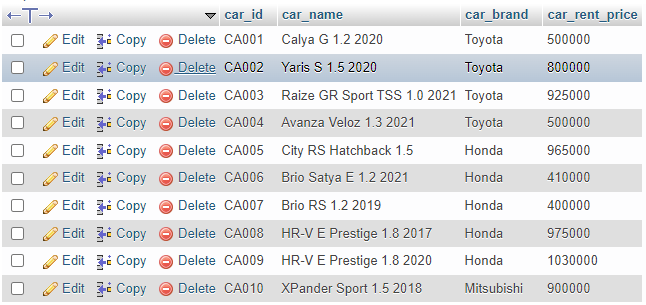 car_id car_name car_brand car_rent_price
Edit Copy Delete CA001 Calya G 1.2 2020 Toyota 500000
Edit Copy Delete CA002 Yaris S 1.5 2020 Toyota 800000
Edit Copy Delete CA003 Raize GR Sport TSS 1.0 2021 Toyota 925000
Edit Copy Delete CA004 Avanza Veloz 1.3 2021 Toyota 500000
Edit Copy Delete CA005 City RS Hatchback 1.5 Honda 965000
Edit Copy Delete CA006 Brio Satya E 1.2 2021 Honda 410000
Edit Copy Delete CA007 Brio RS 1.2 2019 Honda 400000
Edit Copy Delete CA008 HR-V E Prestige 1.8 2017 Honda 975000
Edit Copy Delete CA009 HR-V E Prestige 1.8 2020 Honda 1030000
Edit Copy Delete CA010 XPander Sport 1.5 2018 Mitsubishi 900000